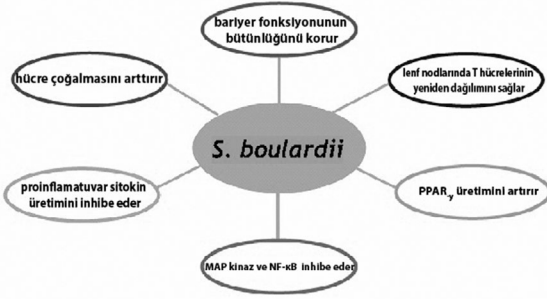 bariyer fonksiyonunun
bütünlüğünü korur
hücre çoğalmasını arttırır
lenf nodlarında T hücrelerinin
yeniden dağılımını sağlar
S. boulardii
proinflamatuvar sitokin
üretimini inhibe eder
PPARᵧ üretimini artırır
MAP kinaz ve NF-κB inhibe eder